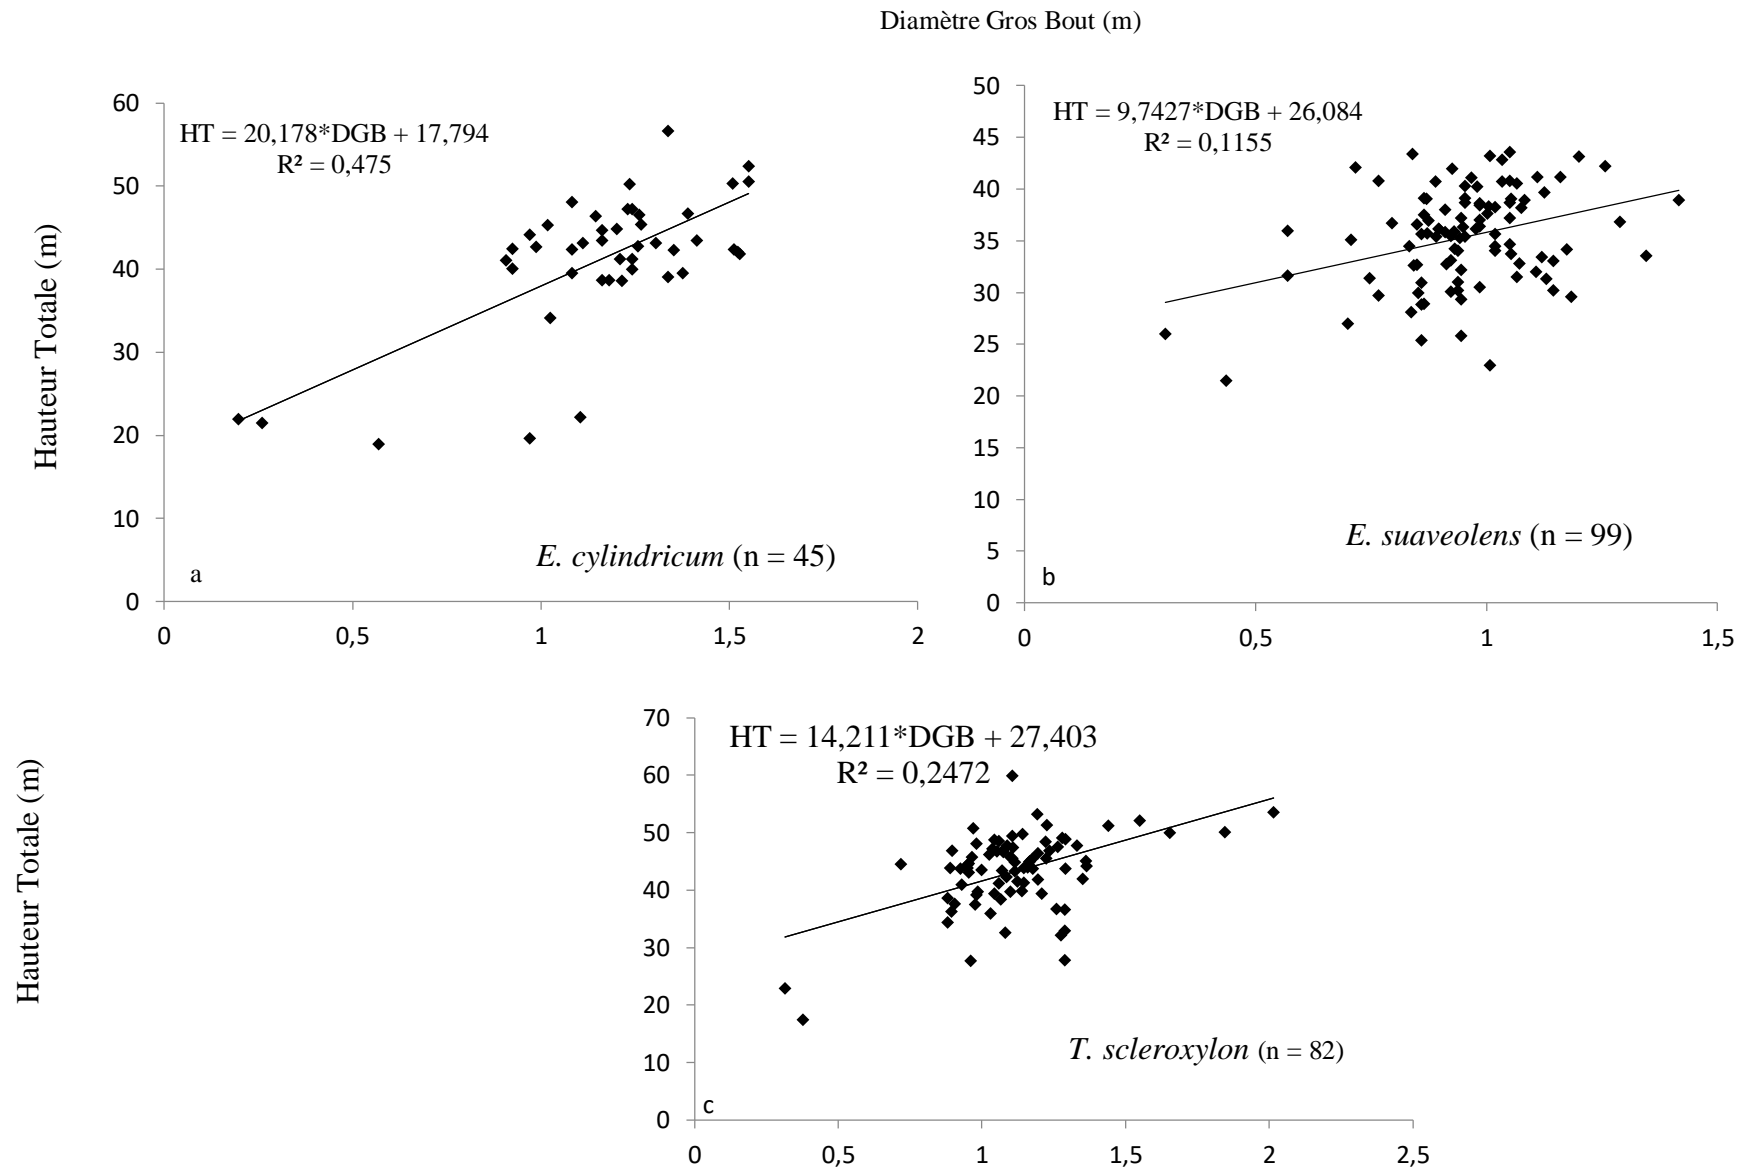 Diamètre Gros Bout (m)
Hauteur Totale (m)
60
50
40
30
20
10
0
HT = 20,178*DGB + 17,794
R² = 0,475
E. cylindricum (n = 45)
a
0 0,5 1 1,5 2
50
45
40
35
30
25
20
15
10
5
0
HT = 9,7427*DGB + 26,084
R² = 0,1155
E. suaveolens (n = 99)
b
0 0,5 1 1,5
Hauteur Totale (m)
70
60
50
40
30
20
10
0
HT = 14,211*DGB + 27,403
R² = 0,2472
T. scleroxylon (n = 82)
c
0 0,5 1 1,5 2 2,5